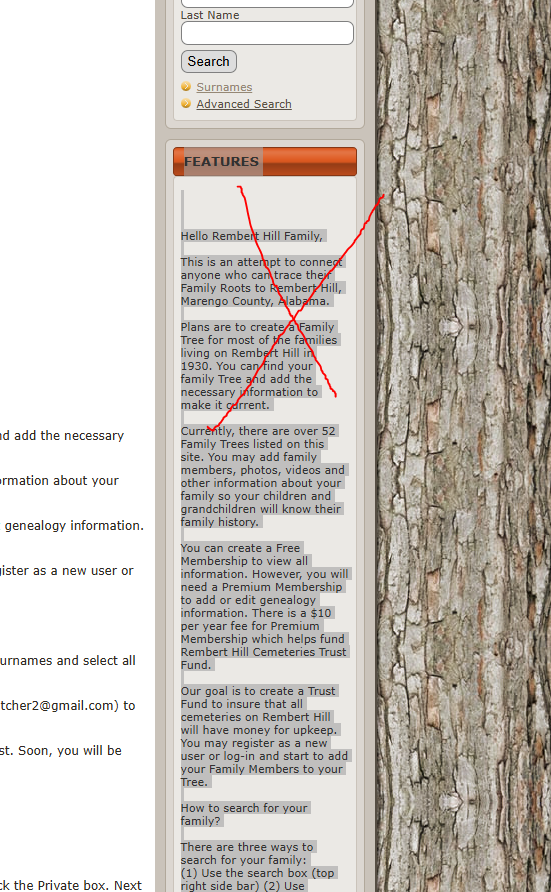 Last Name
Search
Surnames
Advanced Search
FEATURES
Hello Rembert Hill Family,
This is an attempt to connect
anyone who can trace their
Family Roots to Rembert Hill,
Marengo County, Alabama.
Plans are to create a Family
Tree for most of the families
living on Rembert Hill in
1930. You can find your
family Tree and add the
necessary information to
make it current.
Currently, there are over 52
Family Trees listed on this
site. You may add family
members, photos, videos and
other information about your
family so your children and
grandchildren will know their
family history.
You can create a Free
Membership to view all
information. However, you will
need a Premium Membership
to add or edit genealogy
information. There is a $10
per year fee for Premium
Membership which helps fund
Rembert Hill Cemeteries Trust
Fund.
Our goal is to create a Trust
Fund to insure that all
cemeteries on Rembert Hill
will have money for upkeep.
You may register as a new
user or log-in and start to add
your Family Members to your
Tree.
How to search for your
family?
There are three ways to
search for your family:
(1) Use the search box (top
right side bar) (2) Use
nd add the necessary
ormation about your
genealogy information.
gister as a new user or
urnames and select all
tcher2@gmail.com) to
st. Soon, you will be
ck the Private box. Next